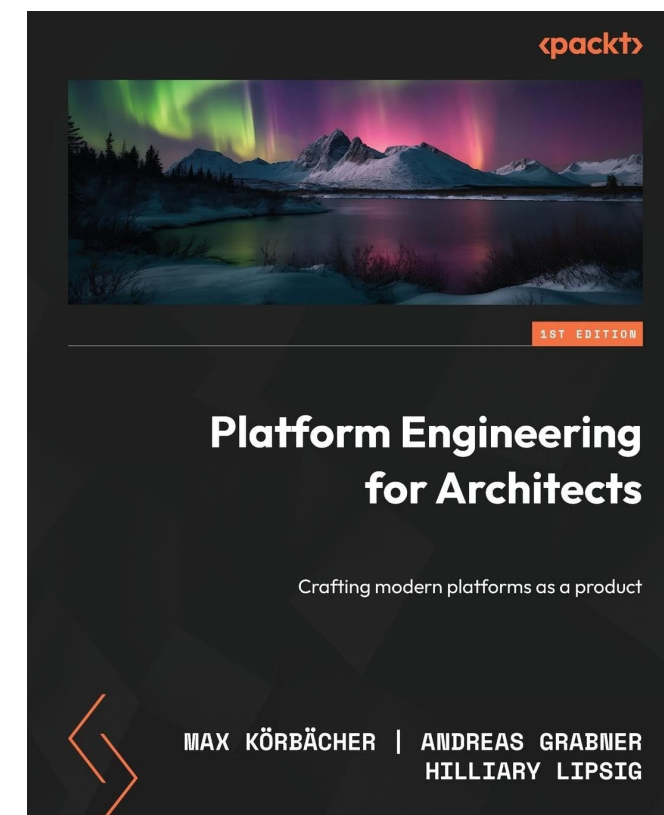 <packt>
1ST EDITION
Platform Engineering
for Architects
Crafting modern platforms as a product
MAX KÖRBÄCHER | ANDREAS GRABNER
HILLIARY LIPSIG